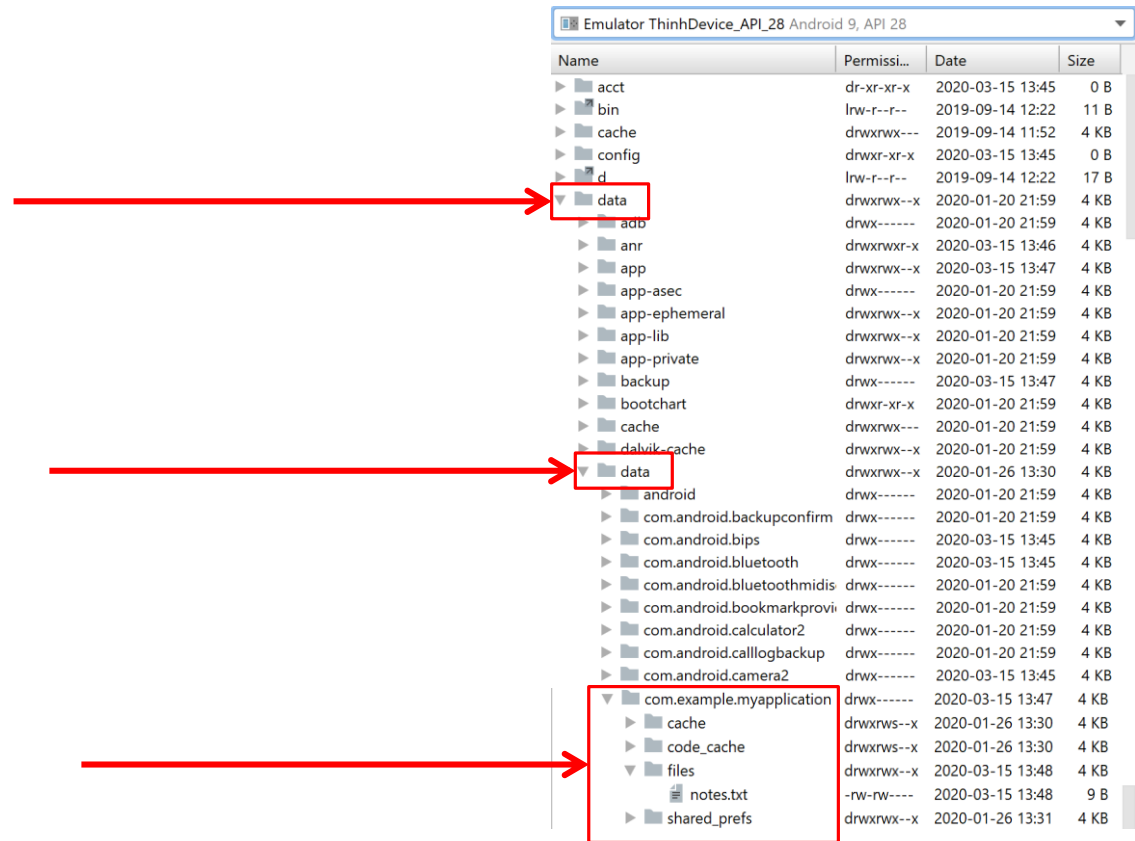 Emulator ThinhDevice_API_28 Android 9, API 28
Name Permissi... Date Size
acct dr-xr-xr-x 2020-03-15 13:45 0 B
bin lrw-r--r-- 2019-09-14 12:22 11 B
cache drwxrwx--- 2019-09-14 11:52 4 KB
config drwxr-xr-x 2020-03-15 13:45 0 B
d lrw-r--r-- 2019-09-14 12:22 17 B
data drwxrwx--x 2020-01-20 21:59 4 KB
adb drwx------ 2020-01-20 21:59 4 KB
anr drwxrwxr-x 2020-03-15 13:46 4 KB
app drwxrwx--x 2020-03-15 13:47 4 KB
app-asec drwx------ 2020-01-20 21:59 4 KB
app-ephemeral drwxrwx--x 2020-01-20 21:59 4 KB
app-lib drwxrwx--x 2020-01-20 21:59 4 KB
app-private drwxrwx--x 2020-01-20 21:59 4 KB
backup drwx------ 2020-03-15 13:47 4 KB
bootchart drwxr-xr-x 2020-01-20 21:59 4 KB
cache drwxrwx--- 2020-01-20 21:59 4 KB
dalvik-cache drwxrwx--x 2020-01-20 21:59 4 KB
data drwxrwx--x 2020-01-26 13:30 4 KB
android drwx------ 2020-01-20 21:59 4 KB
com.android.backupconfirm drwx------ 2020-01-20 21:59 4 KB
com.android.bips drwx------ 2020-03-15 13:45 4 KB
com.android.bluetooth drwx------ 2020-03-15 13:45 4 KB
com.android.bluetoothmidis drwx------ 2020-01-20 21:59 4 KB
com.android.bookmarkprovi drwx------ 2020-01-20 21:59 4 KB
com.android.calculator2 drwx------ 2020-01-20 21:59 4 KB
com.android.calllogbackup drwx------ 2020-01-20 21:59 4 KB
com.android.camera2 drwx------ 2020-03-15 13:45 4 KB
com.example.myapplication drwx------ 2020-03-15 13:47 4 KB
cache drwxrws--x 2020-01-26 13:30 4 KB
code_cache drwxrws--x 2020-01-26 13:30 4 KB
files drwxrwx--x 2020-03-15 13:48 4 KB
notes.txt -rw-rw---- 2020-03-15 13:48 9 B
shared_prefs drwxrwx--x 2020-01-26 13:31 4 KB